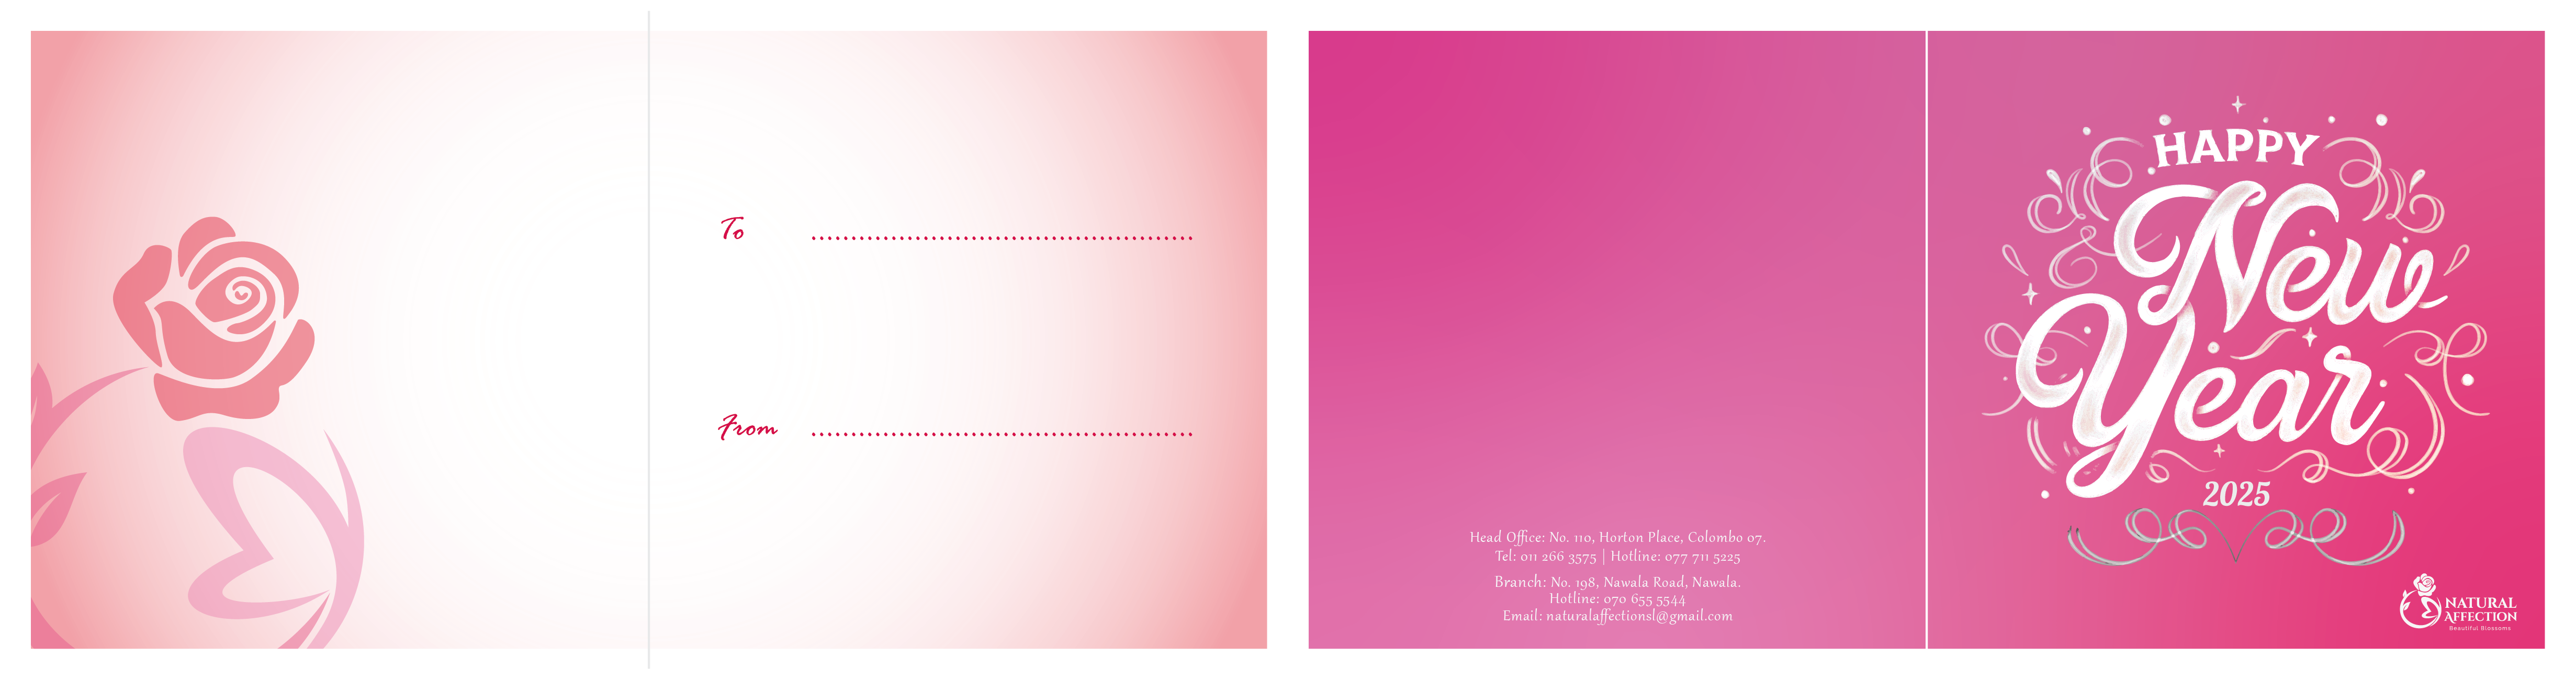 To ................................................
From ................................................
Head Office: No. 110, Horton Place, Colombo 07.
Tel: 011 266 3575 | Hotline: 077 711 5225
Branch: No. 198, Nawala Road, Nawala.
Hotline: 070 655 5544
Email: naturalaffectionsl@gmail.com
HAPPY
New
Year
2025
NATURAL
AFFECTION
Beautiful Blossoms